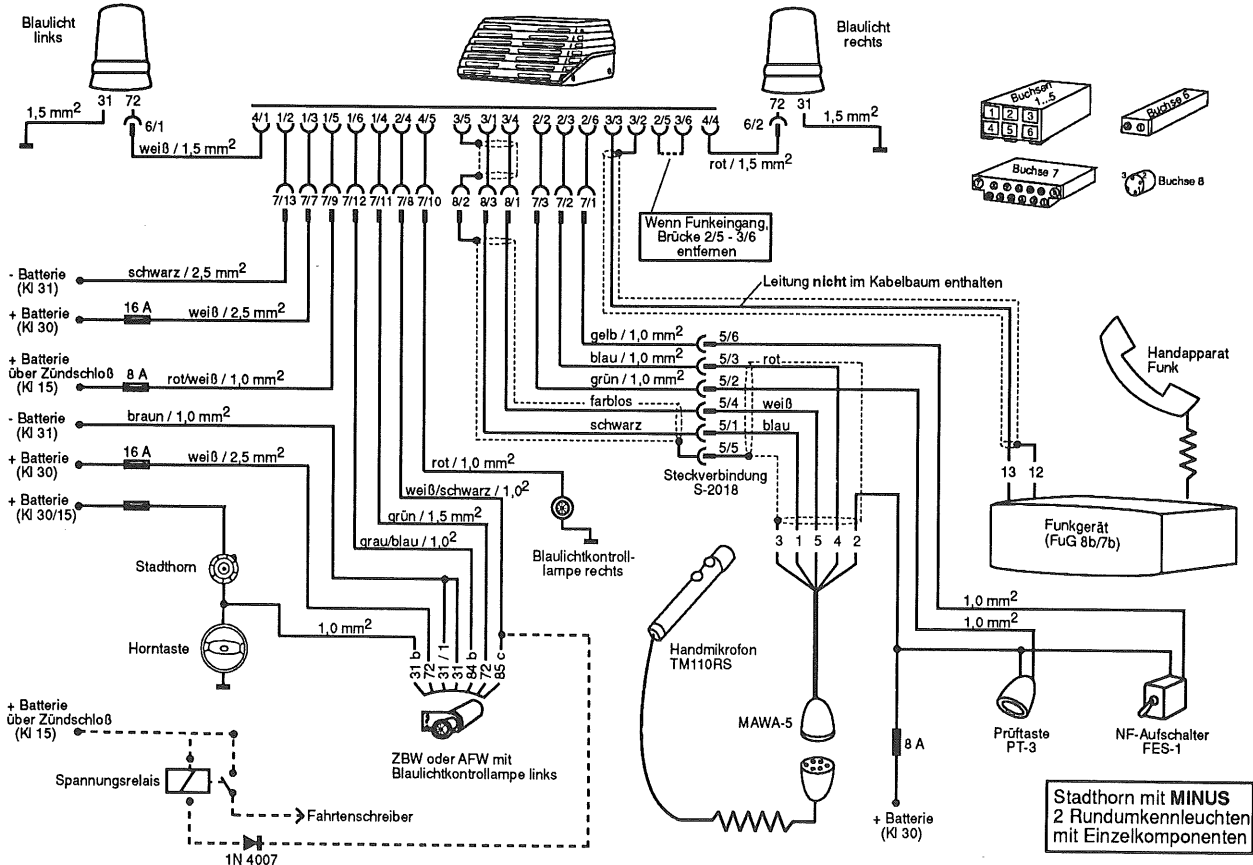 Blaulicht
links
Blaulicht
rechts
31 72
72 31
1,5 mm²
1,5 mm²
6/1
6/2
weiß / 1,5 mm²
rot / 1,5 mm²
4/1 1/2 1/3 1/5 1/6 1/4 2/4 4/5 3/5 3/1 3/4 2/2 2/3 2/6 3/3 3/2 2/5 3/6 4/4
7/13 7/7 7/9 7/12 7/11 7/8 7/10 8/2 8/3 8/1 7/3 7/2 7/1
Buchsen
1...5
1 2 3
4 5 6
Buchse 6
Buchse 7
Buchse 8
Wenn Funkeingang,
Brücke 2/5 - 3/6
entfernen
Leitung nicht im Kabelbaum enthalten
- Batterie
(Kl 31)
schwarz / 2,5 mm²
+ Batterie
(Kl 30)
16 A
weiß / 2,5 mm²
+ Batterie
über Zündschloß
(Kl 15)
8 A
rot/weiß / 1,0 mm²
- Batterie
(Kl 31)
braun / 1,0 mm²
+ Batterie
(Kl 30)
16 A
weiß / 2,5 mm²
+ Batterie
(Kl 30/15)
gelb / 1,0 mm²
5/6
blau / 1,0 mm²
5/3
rot
grün / 1,0 mm²
5/2
farblos
5/4
weiß
schwarz
5/1
blau
5/5
Steckverbindung
S-2018
rot / 1,0 mm²
weiß/schwarz / 1,0²
grün / 1,5 mm²
grau/blau / 1,0²
Blaulichtkontroll-
lampe rechts
Handapparat
Funk
13 12
Funkgerät
(FuG 8b/7b)
Stadthorn
Horntaste
1,0 mm²
31 b
72
31 / 1
31
84 b
72
85 c
3 1 5 4 2
Handmikrofon
TM110RS
MAWA-5
1,0 mm²
1,0 mm²
Prüftaste
PT-3
NF-Aufschalter
FES-1
8 A
+ Batterie
(Kl 30)
+ Batterie
über Zündschloß
(Kl 15)
Spannungsrelais
Fahrtenschreiber
1N 4007
ZBW oder AFW mit
Blaulichtkontrollampe links
Stadthorn mit MINUS
2 Rundumkennleuchten
mit Einzelkomponenten